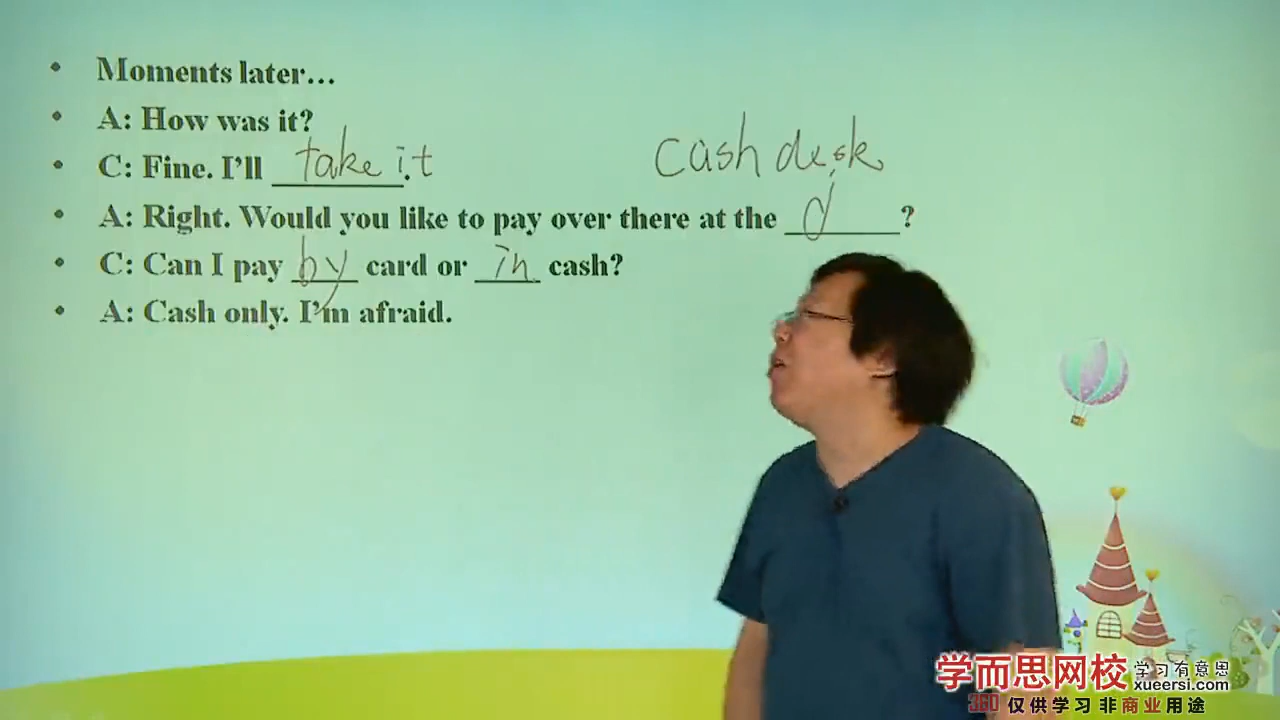 • Moments later…
• A: How was it?
• C: Fine. I'll take it.
cash desk
• A: Right. Would you like to pay over there at the d?
• C: Can I pay by card or in cash?
• A: Cash only. I'm afraid.
学而思网校 学习有意思
xueersi.com
360 仅供学习 非商业用途